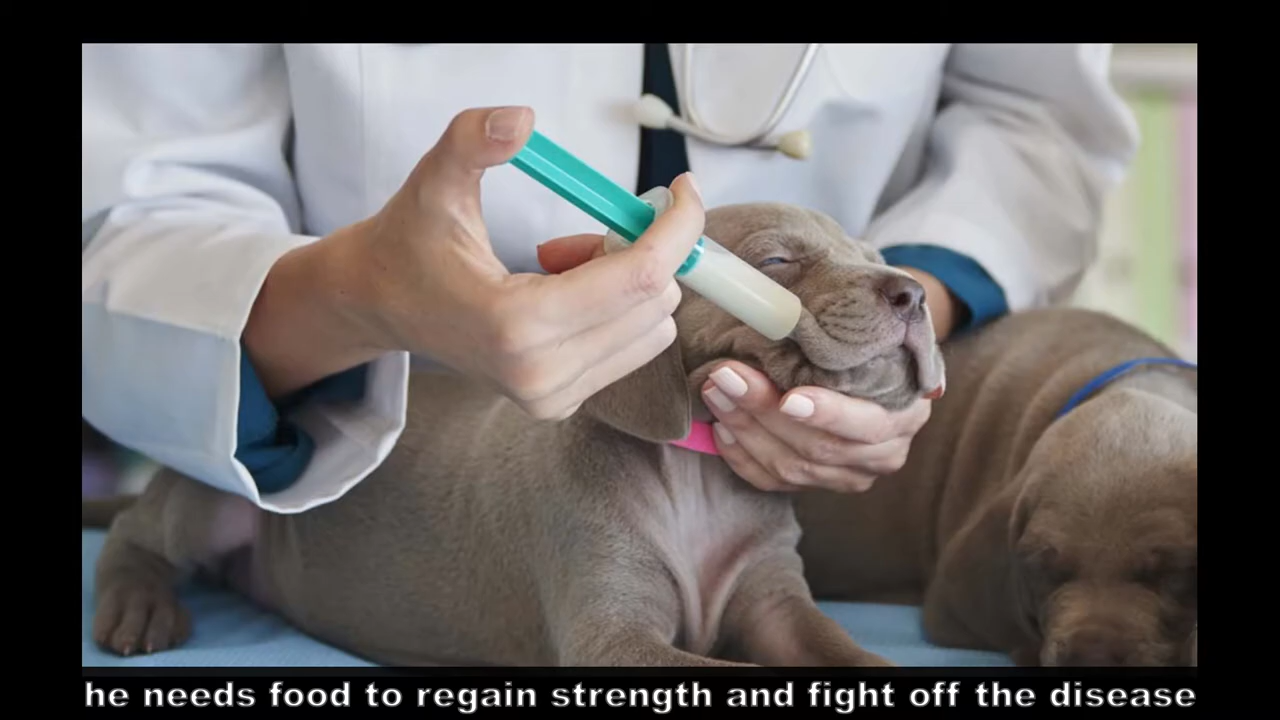 he needs food to regain strength and fight off the disease